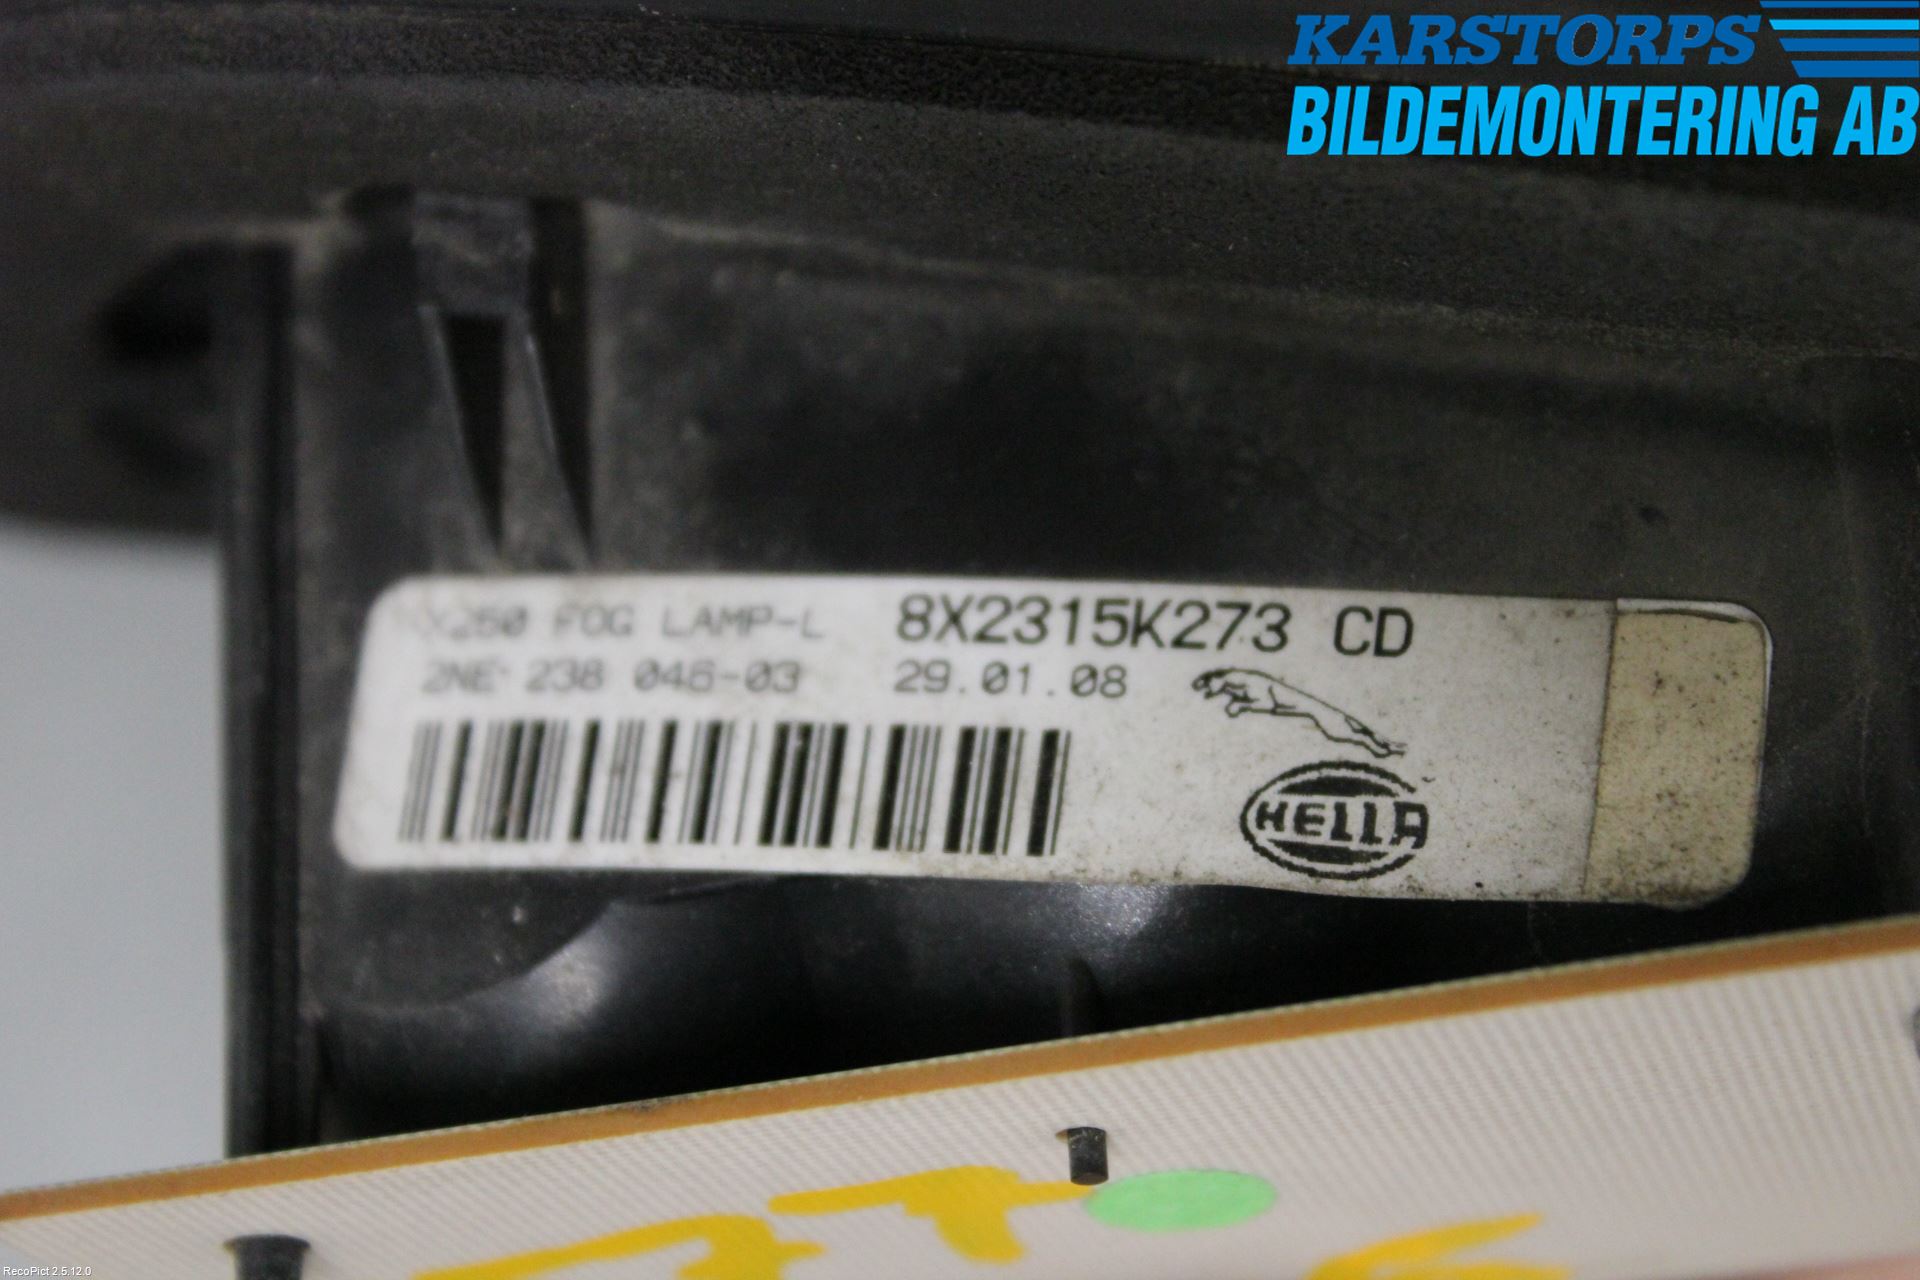 KARSTORPS
BILDEMONTERING AB
X250 FOG LAMP-L 8X2315K273 CD
2NE 238 046-03 29.01.08
HELLA
RecoPict 2.5.12.0